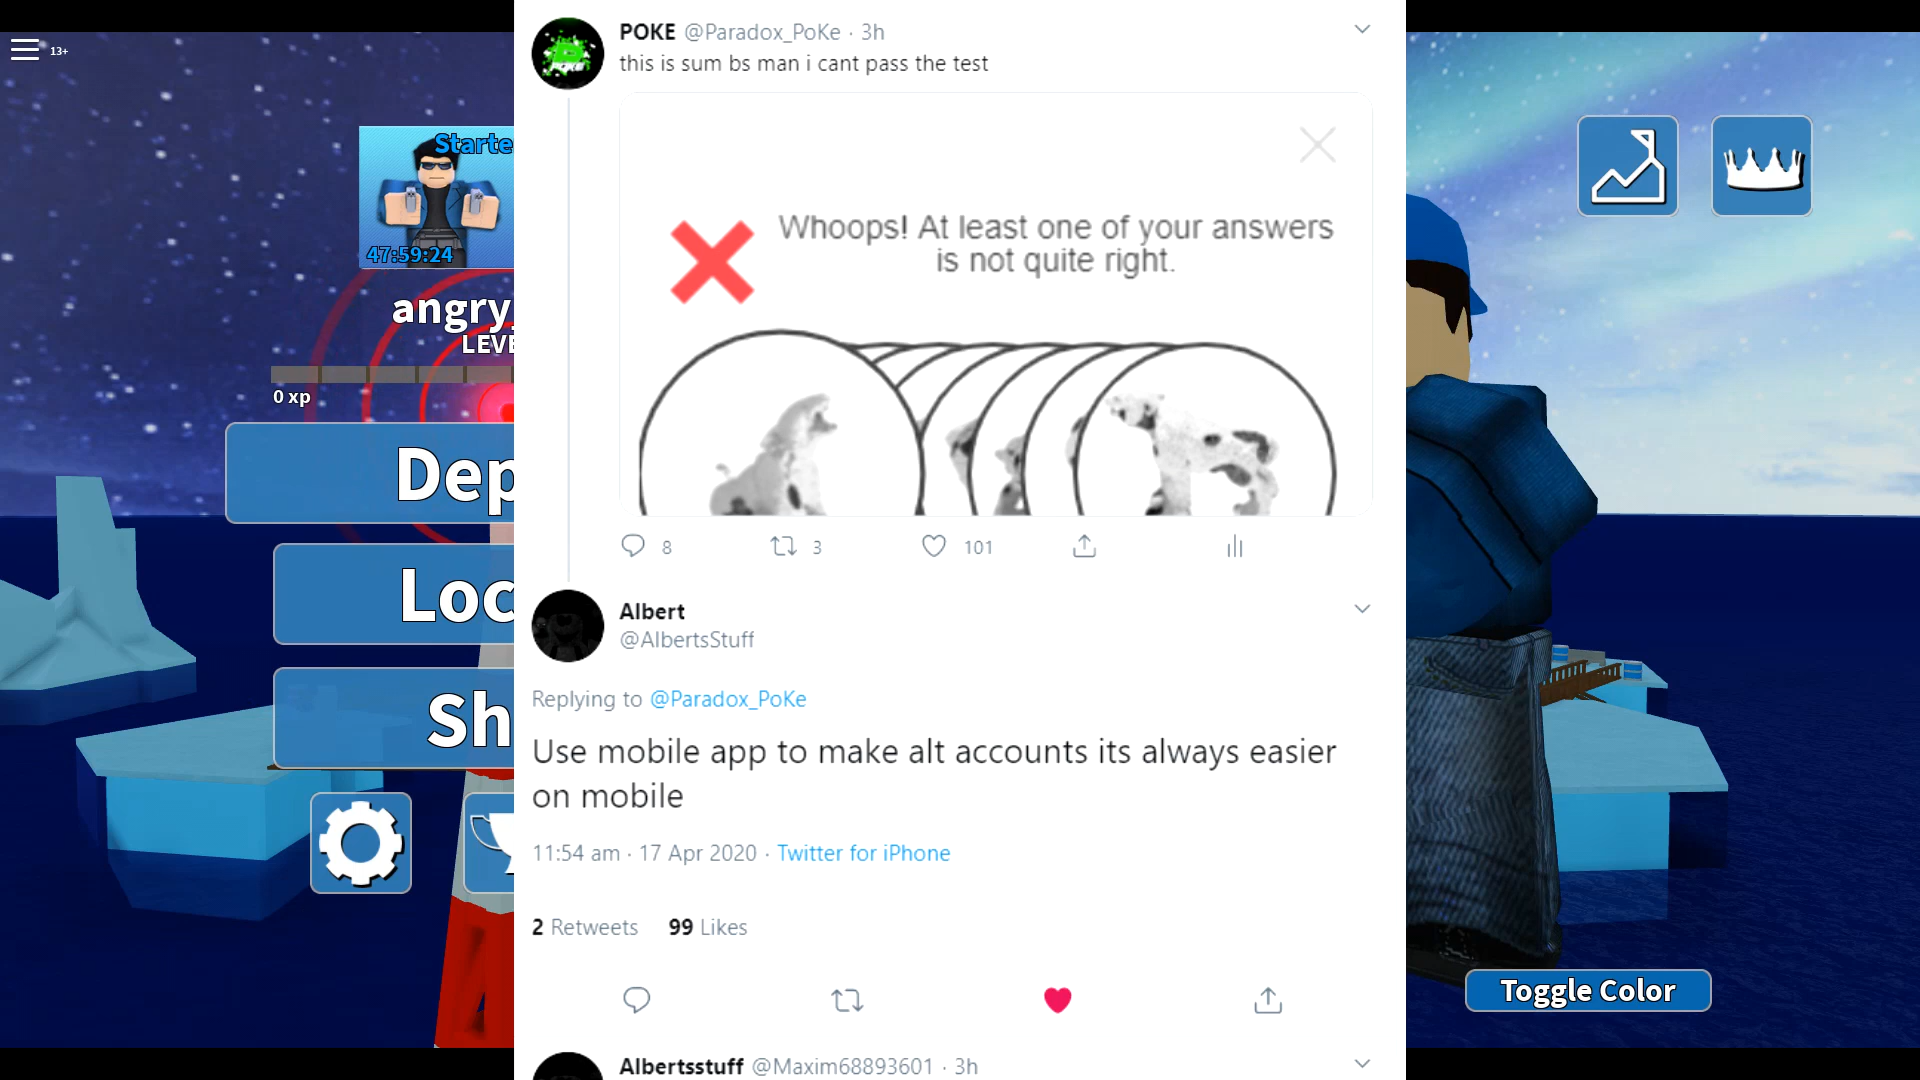 13+
Starte
47:59:24
angry
LEVE
0 xp
Dep
Loc
Sh
POKE @Paradox_PoKe · 3h
this is sum bs man i cant pass the test
Whoops! At least one of your answers
is not quite right.
8 3 101
Albert
@AlbertsStuff
Replying to @Paradox_PoKe
Use mobile app to make alt accounts its always easier
on mobile
11:54 am · 17 Apr 2020 · Twitter for iPhone
2 Retweets 99 Likes
Albertsstuff @Maxim68893601 · 3h
Toggle Color